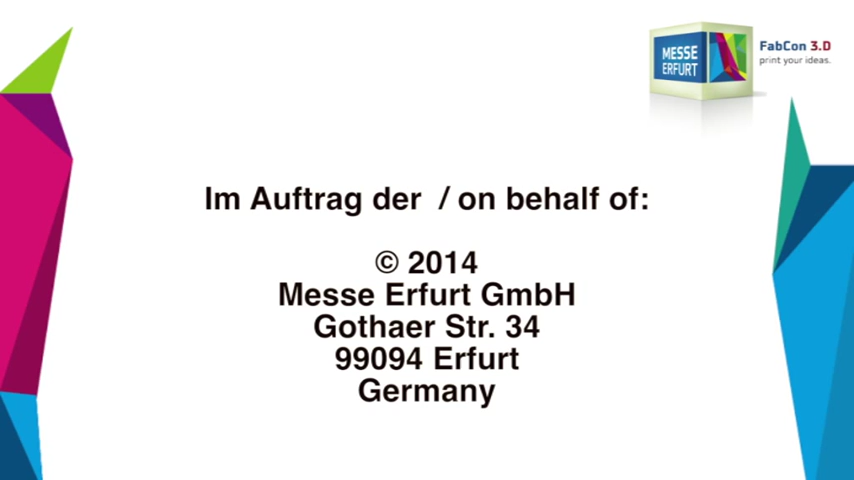 MESSE
ERFURT
FabCon 3.D
print your ideas.
Im Auftrag der / on behalf of:
© 2014
Messe Erfurt GmbH
Gothaer Str. 34
99094 Erfurt
Germany